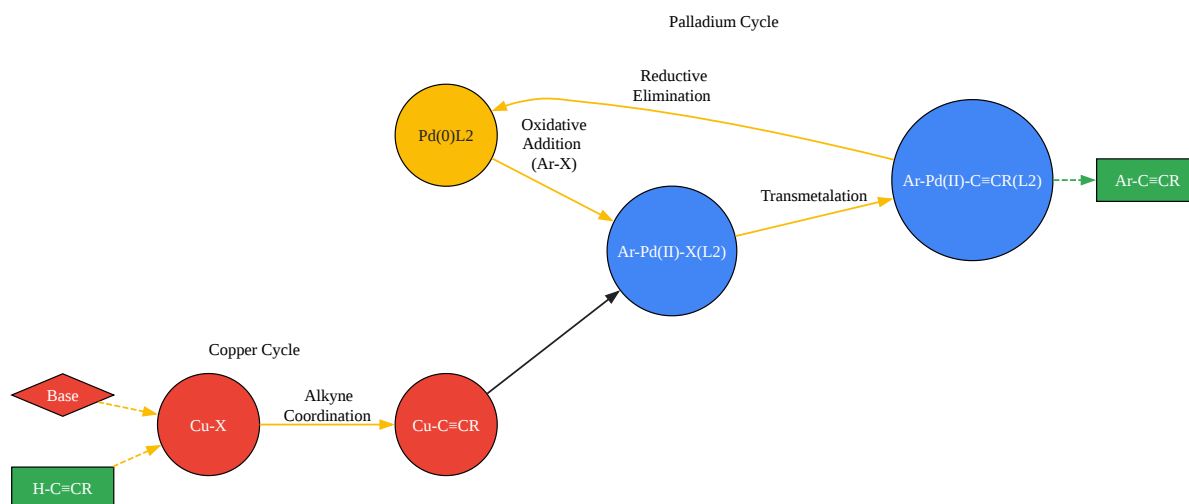 Palladium Cycle
Reductive
Elimination
Pd(0)L2
Oxidative
Addition
(Ar-X)
Ar-Pd(II)-C≡CR(L2)
Ar-C≡CR
Transmetalation
Ar-Pd(II)-X(L2)
Copper Cycle
Base
Alkyne
Coordination
Cu-X
Cu-C≡CR
H-C≡CR